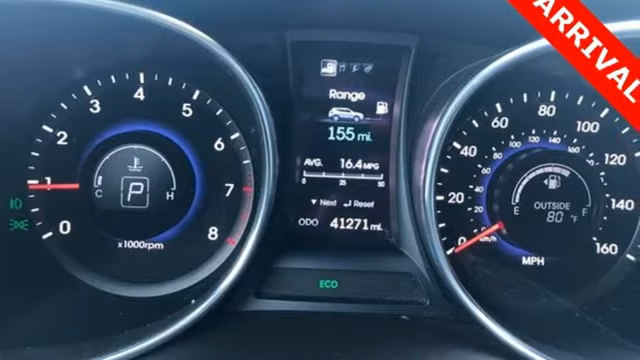 ARRIVAL
Range
155 mi.
AVG. 16.4 MPG
0 25 50
▼ Next ↲ Reset
ODO 41271 mi.
ECO
0 1 2 3 4 5 6 7 8
x1000rpm
C H
P
0 20 40 60 80 100 120 140 160
MPH
km/h
E F
OUTSIDE
80 °F